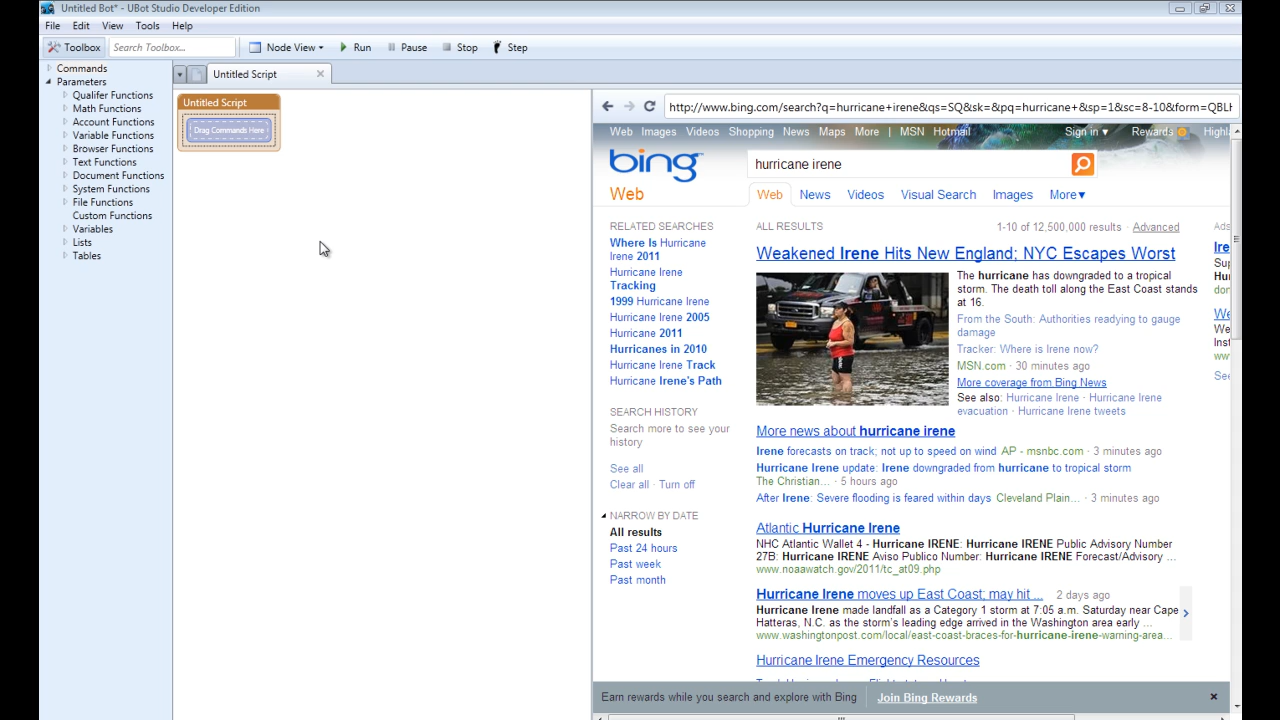 Untitled Bot* - UBot Studio Developer Edition
File Edit View Tools Help
Toolbox Search Toolbox... Node View Run Pause Stop Step
Commands
Parameters
Qualifer Functions
Math Functions
Account Functions
Variable Functions
Browser Functions
Text Functions
Document Functions
System Functions
File Functions
Custom Functions
Variables
Lists
Tables
Untitled Script
Untitled Script
Drag Commands Here
http://www.bing.com/search?q=hurricane+irene&qs=SQ&sk=&pq=hurricane+&sp=1&sc=8-10&form=QBLH
Web Images Videos Shopping News Maps More | MSN Hotmail Sign in Rewards Highl
bing
hurricane irene
Web
Web News Videos Visual Search Images More
RELATED SEARCHES
Where Is Hurricane
Irene 2011
Hurricane Irene
Tracking
1999 Hurricane Irene
Hurricane Irene 2005
Hurricane 2011
Hurricanes in 2010
Hurricane Irene Track
Hurricane Irene's Path
SEARCH HISTORY
Search more to see your
history
See all
Clear all · Turn off
NARROW BY DATE
All results
Past 24 hours
Past week
Past month
ALL RESULTS 1-10 of 12,500,000 results · Advanced
Weakened Irene Hits New England; NYC Escapes Worst
The hurricane has downgraded to a tropical
storm. The death toll along the East Coast stands
at 16.
From the South: Authorities readying to gauge
damage
Tracker: Where is Irene now?
MSN.com · 30 minutes ago
More coverage from Bing News
See also: Hurricane Irene · Hurricane Irene
evacuation · Hurricane Irene tweets
More news about hurricane irene
Irene forecasts on track; not up to speed on wind AP - msnbc.com · 3 minutes ago
Hurricane Irene update: Irene downgraded from hurricane to tropical storm
The Christian... · 5 hours ago
After Irene: Severe flooding is feared within days Cleveland Plain... · 3 minutes ago
Atlantic Hurricane Irene
NHC Atlantic Wallet 4 - Hurricane IRENE: Hurricane IRENE Public Advisory Number
27B: Hurricane IRENE Aviso Publico Number: Hurricane IRENE Forecast/Advisory ...
www.noaawatch.gov/2011/tc_at09.php
Hurricane Irene moves up East Coast; may hit ... 2 days ago
Hurricane Irene made landfall as a Category 1 storm at 7:05 a.m. Saturday near Cape
Hatteras, N.C. as the storm's leading edge arrived in the Washington area early ...
www.washingtonpost.com/local/east-coast-braces-for-hurricane-irene-warning-area...
Hurricane Irene Emergency Resources
Ads
Ire
Sup
Hur
don
We
We
Inst
ww
See
Earn rewards while you search and explore with Bing Join Bing Rewards